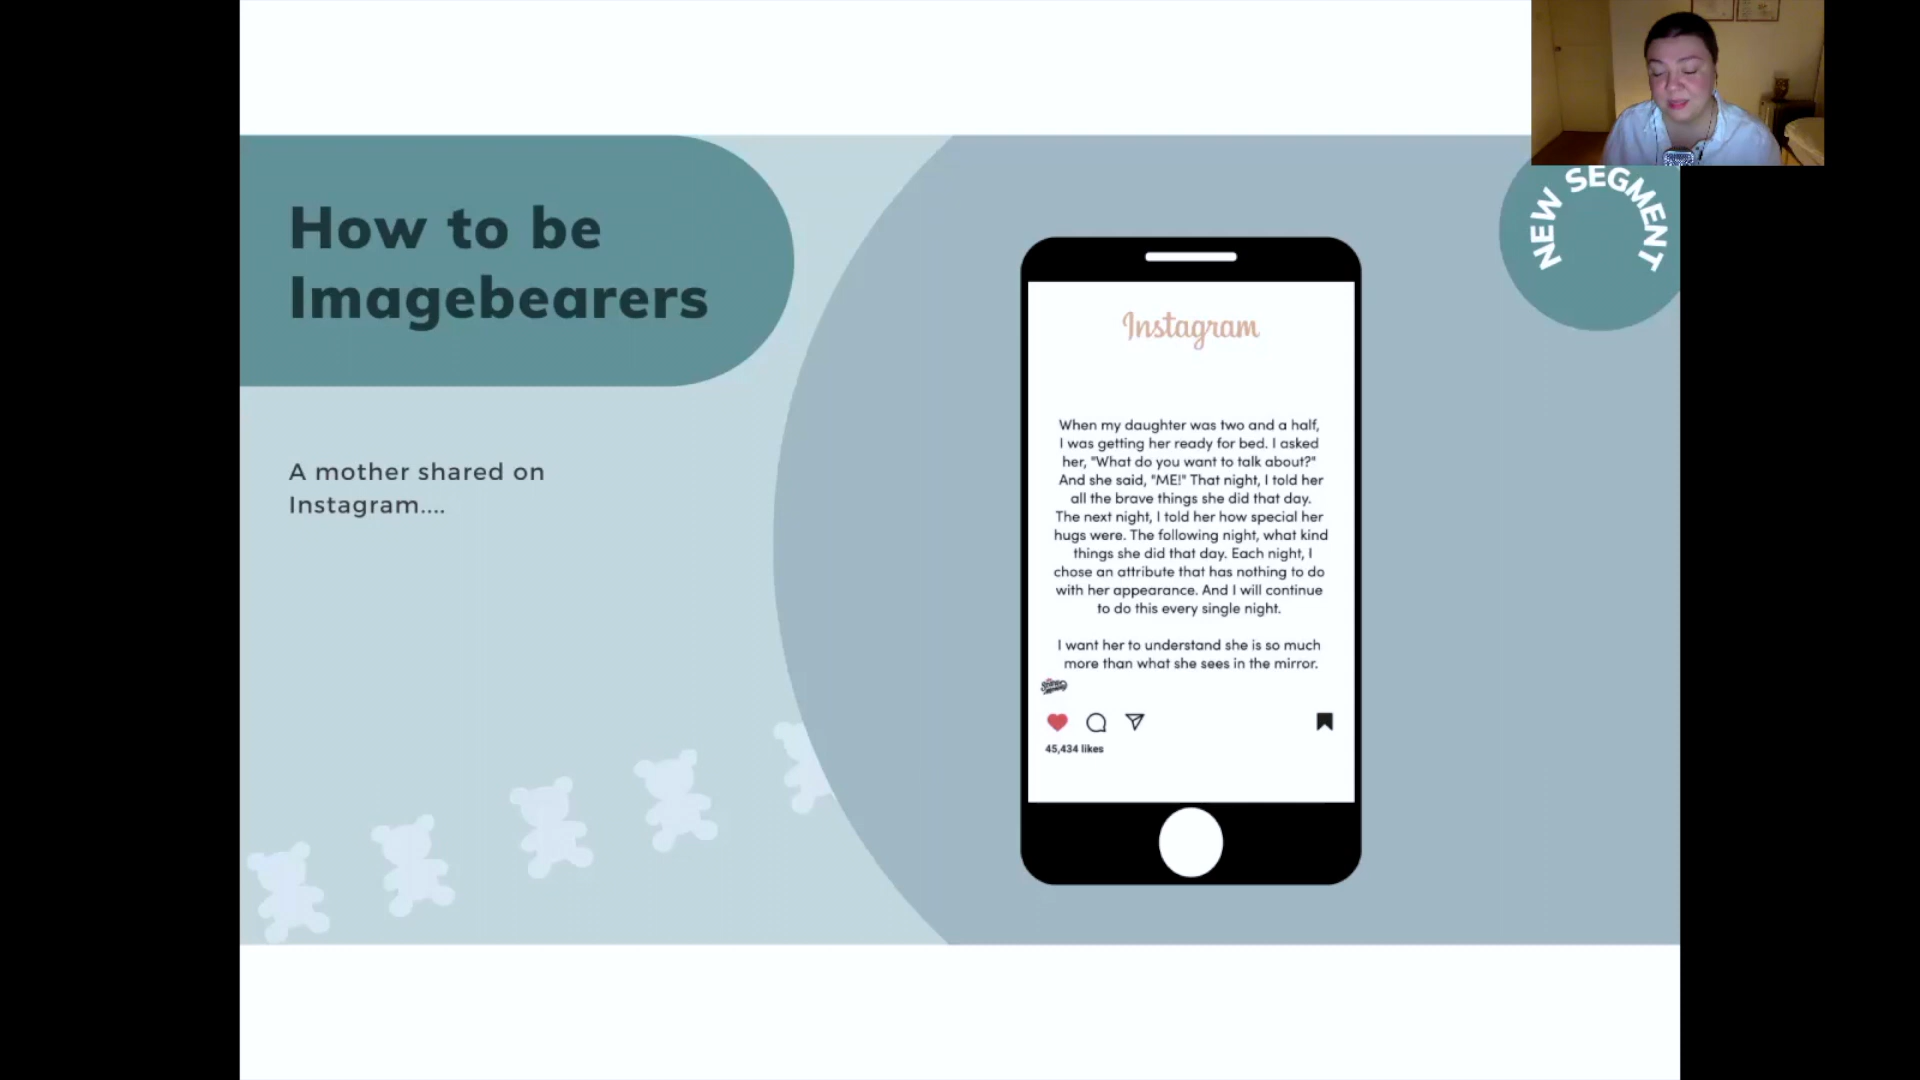 How to be
Imagebearers
NEW SEGMENT
A mother shared on
Instagram....
Instagram
When my daughter was two and a half,
I was getting her ready for bed. I asked
her, "What do you want to talk about?"
And she said, "ME!" That night, I told her
all the brave things she did that day.
The next night, I told her how special her
hugs were. The following night, what kind
things she did that day. Each night, I
chose an attribute that has nothing to do
with her appearance. And I will continue
to do this every single night.
I want her to understand she is so much
more than what she sees in the mirror.
45,434 likes